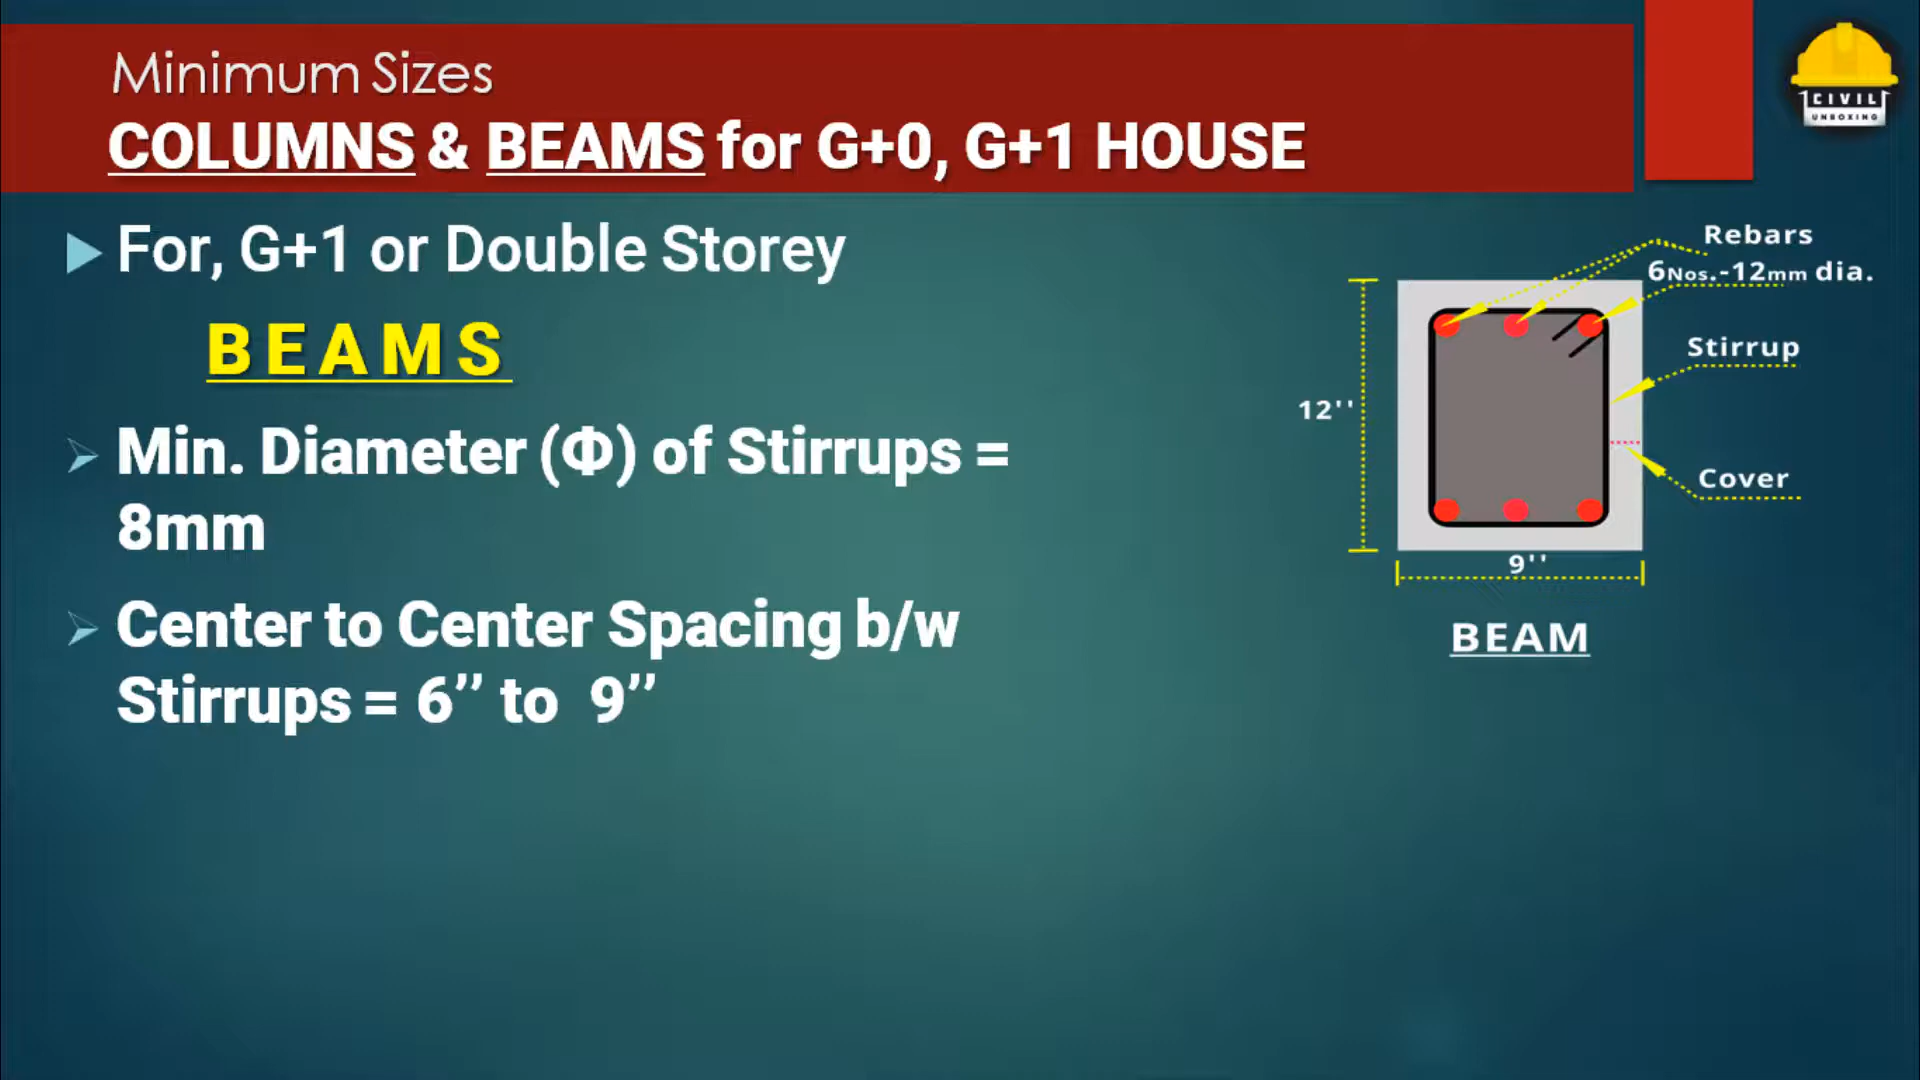 Minimum Sizes
COLUMNS & BEAMS for G+0, G+1 HOUSE
CIVIL
UNBOXING
For, G+1 or Double Storey
BEAMS
Min. Diameter (Φ) of Stirrups =
8mm
Center to Center Spacing b/w
Stirrups = 6’’ to 9’’
Rebars
6Nos.-12mm dia.
Stirrup
12''
Cover
9''
BEAM